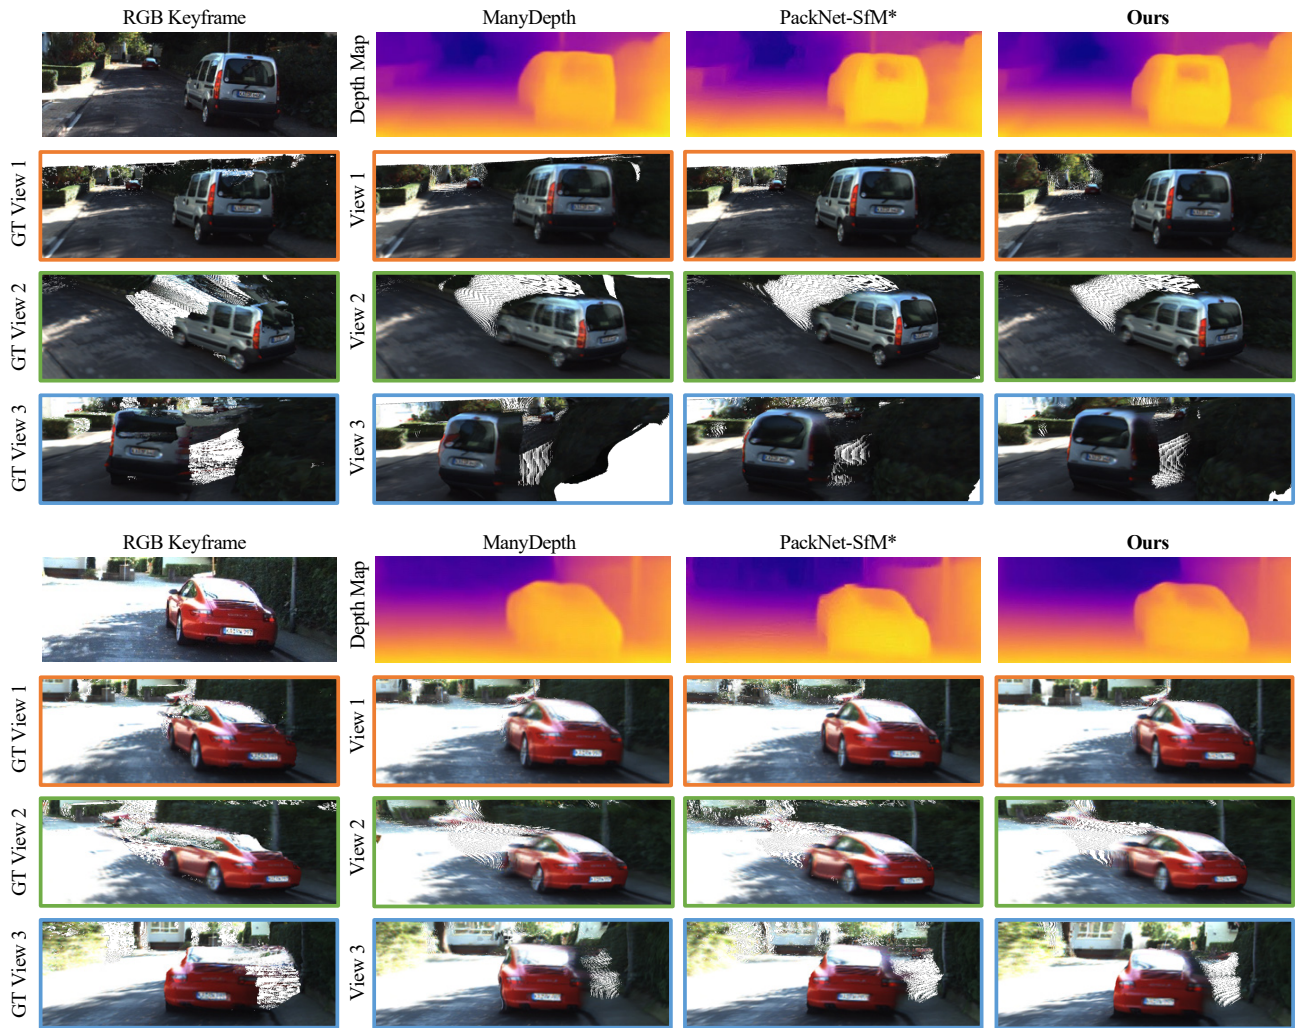 RGB Keyframe
ManyDepth
PackNet-SfM*
Ours
Depth Map
GT View 1
View 1
GT View 2
View 2
GT View 3
View 3
RGB Keyframe
ManyDepth
PackNet-SfM*
Ours
Depth Map
GT View1
View 1
GT View 2
View 2
GT View 3
View 3